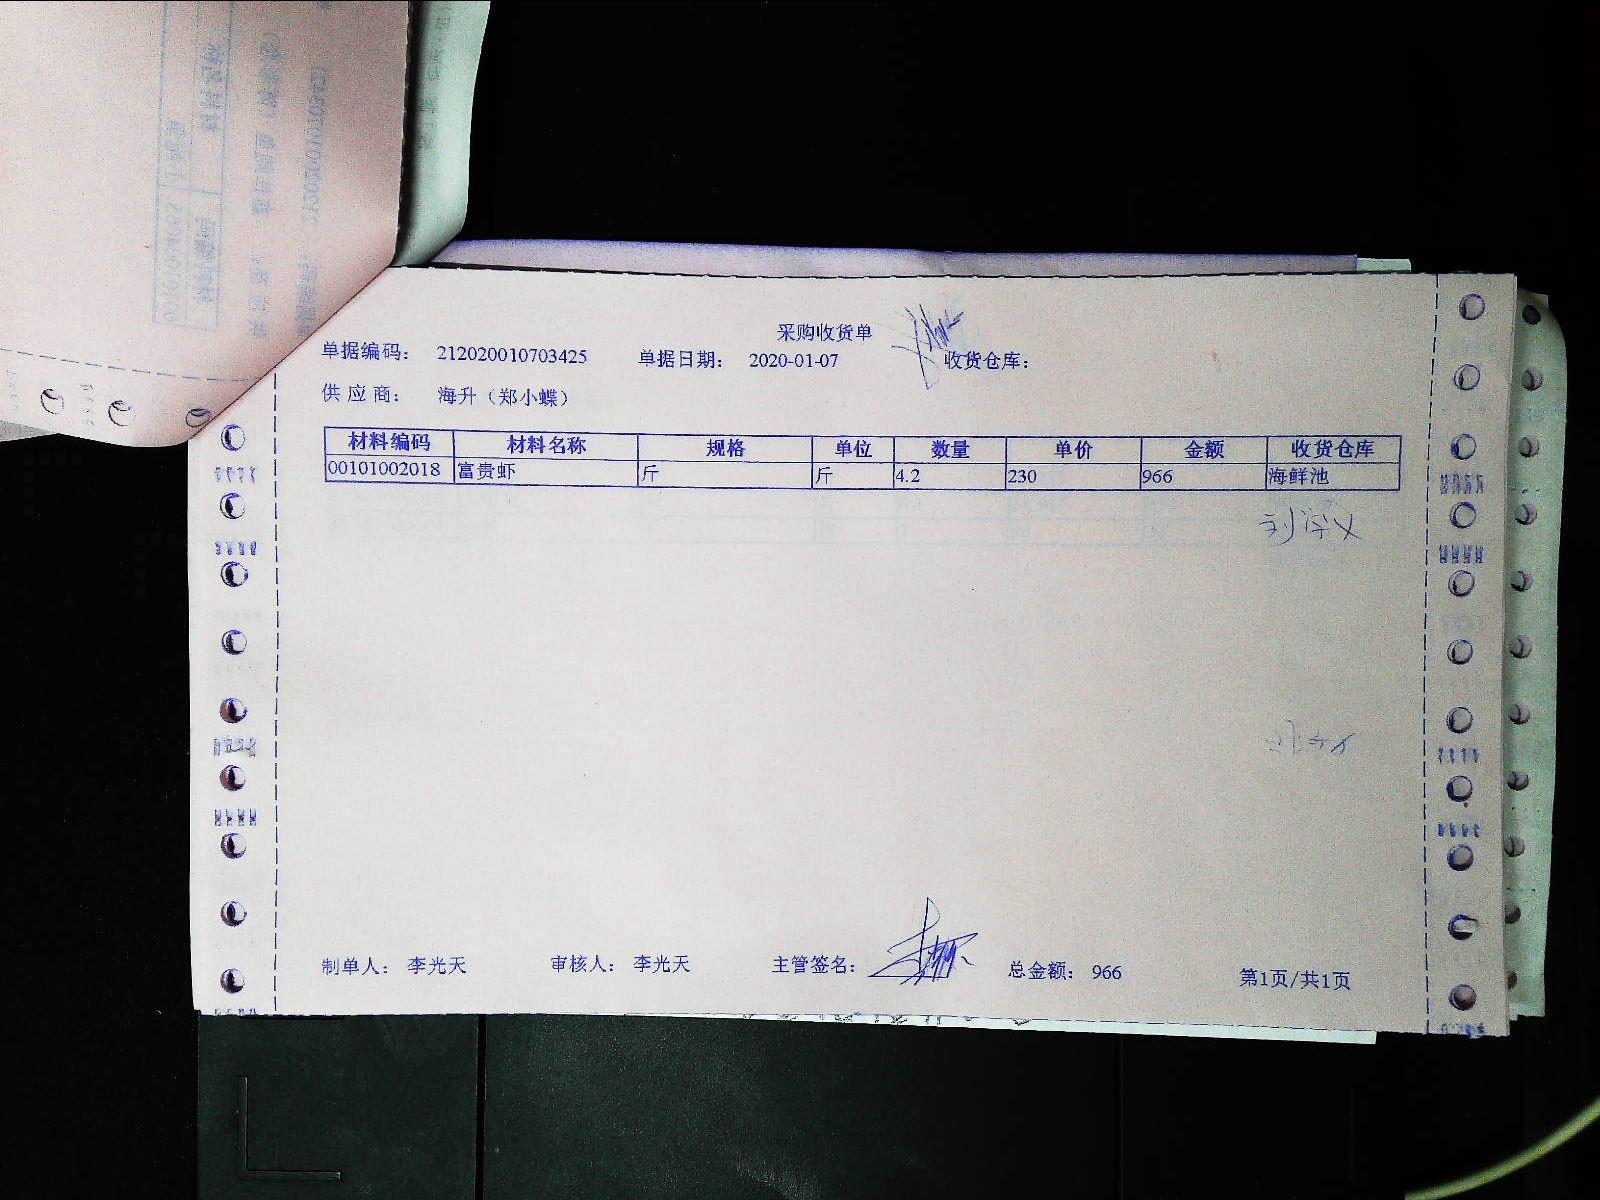 采购收货单
单据编码： 212020010703425 单据日期： 2020-01-07 收货仓库：
供 应 商： 海升（郑小蝶）
材料编码 材料名称 规格 单位 数量 单价 金额 收货仓库
00101002018 富贵虾 斤 斤 4.2 230 966 海鲜池
制单人： 李光天 审核人： 李光天 主管签名： 总金额： 966 第1页/共1页